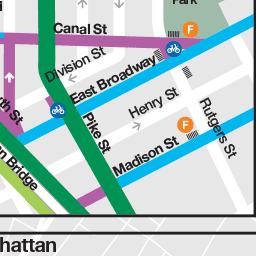 Park
Canal St
F
Division St
East Broadway
Henry St
Rutgers St
F
Pike St
Madison St
th St
n Bridge
hattan